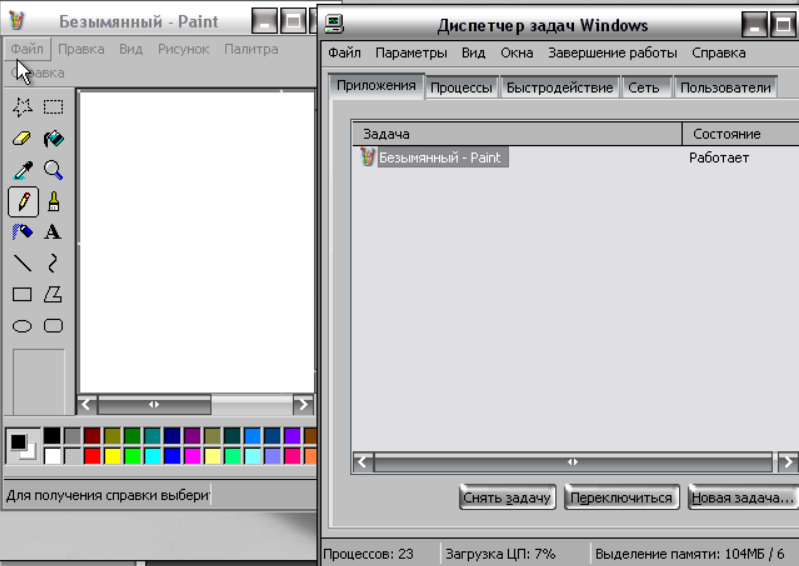 Безымянный - Paint
Файл Правка Вид Рисунок Палитра
Справка
Для получения справки выберит
Диспетчер задач Windows
Файл Параметры Вид Окна Завершение работы Справка
Приложения Процессы Быстродействие Сеть Пользователи
Задача Состояние
Безымянный - Paint Работает
Снять задачу Переключиться Новая задача...
Процессов: 23 Загрузка ЦП: 7% Выделение памяти: 104МБ / 6